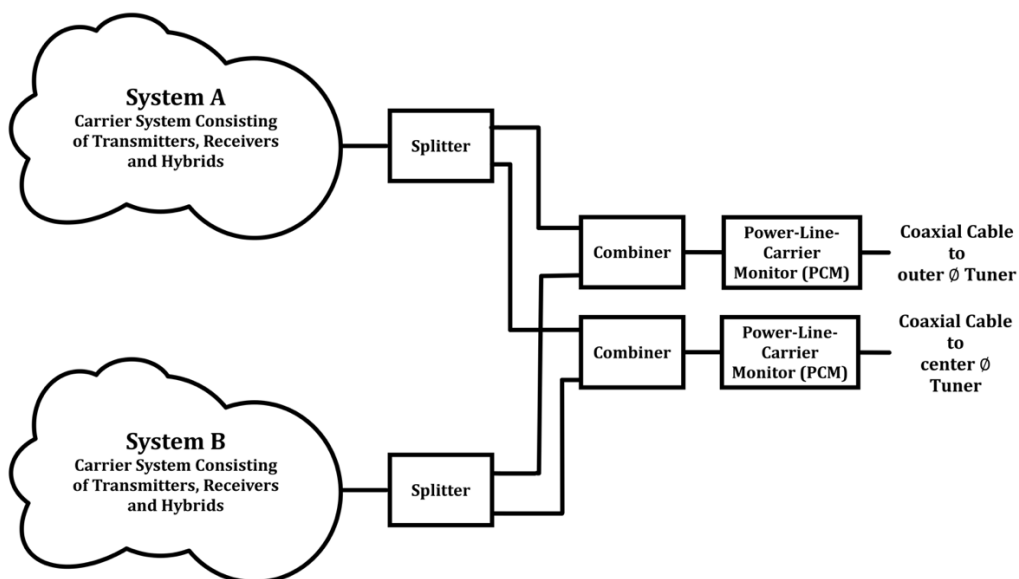 System A
Carrier System Consisting
of Transmitters, Receivers
and Hybrids
Splitter
Combiner
Power-Line-
Carrier
Monitor (PCM)
Coaxial Cable
to
outer Ø Tuner
Combiner
Power-Line-
Carrier
Monitor (PCM)
Coaxial Cable
to
center Ø
Tuner
System B
Carrier System Consisting
of Transmitters, Receivers
and Hybrids
Splitter